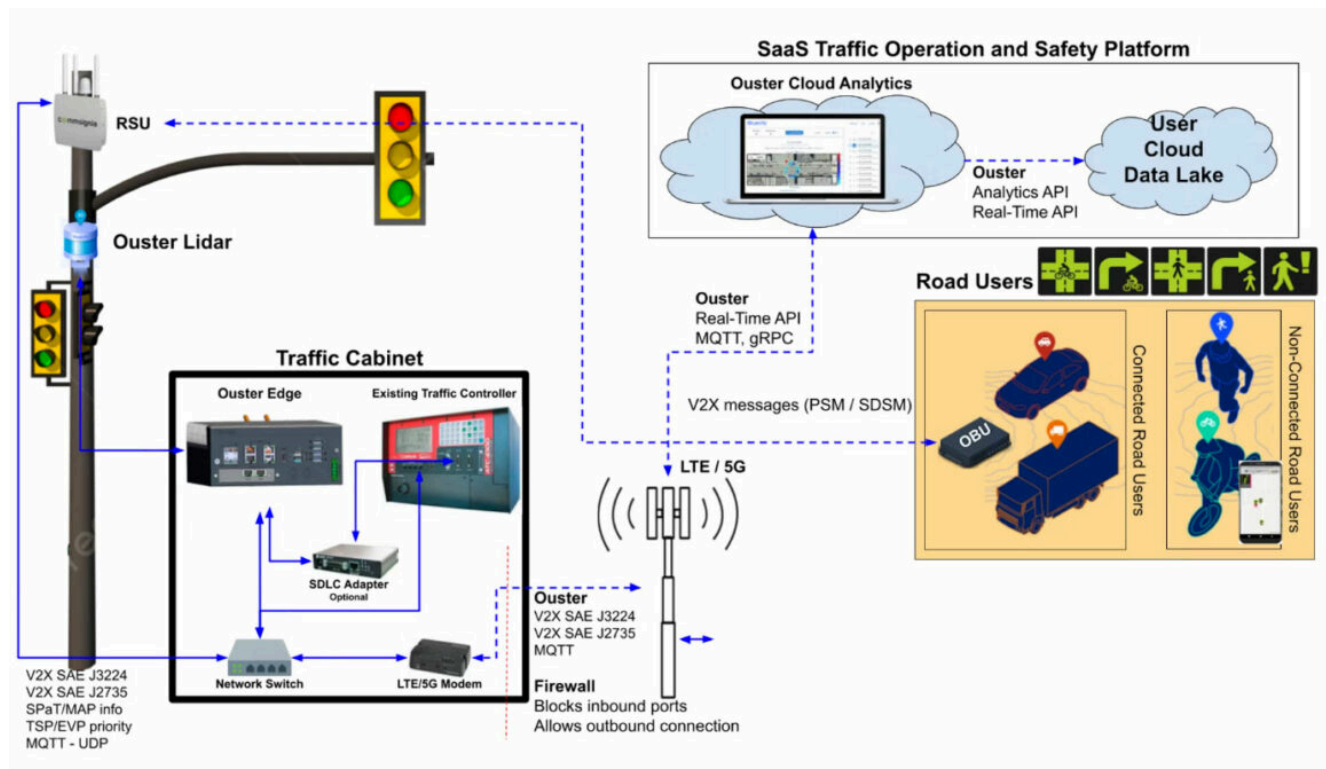 SaaS Traffic Operation and Safety Platform
Ouster Cloud Analytics
User
Cloud
Data Lake
Ouster
Analytics API
Real-Time API
commsignia
RSU
Ouster Lidar
Road Users
Ouster
Real-Time API
MQTT, gRPC
Connected Road Users
Non-Connected Road Users
OBU
V2X messages (PSM / SDSM)
LTE / 5G
Traffic Cabinet
Ouster Edge
Existing Traffic Controller
SDLC Adapter
Optional
Network Switch
LTE/5G Modem
Ouster
V2X SAE J3224
V2X SAE J2735
MQTT
Firewall
Blocks inbound ports
Allows outbound connection
V2X SAE J3224
V2X SAE J2735
SPaT/MAP info
TSP/EVP priority
MQTT - UDP